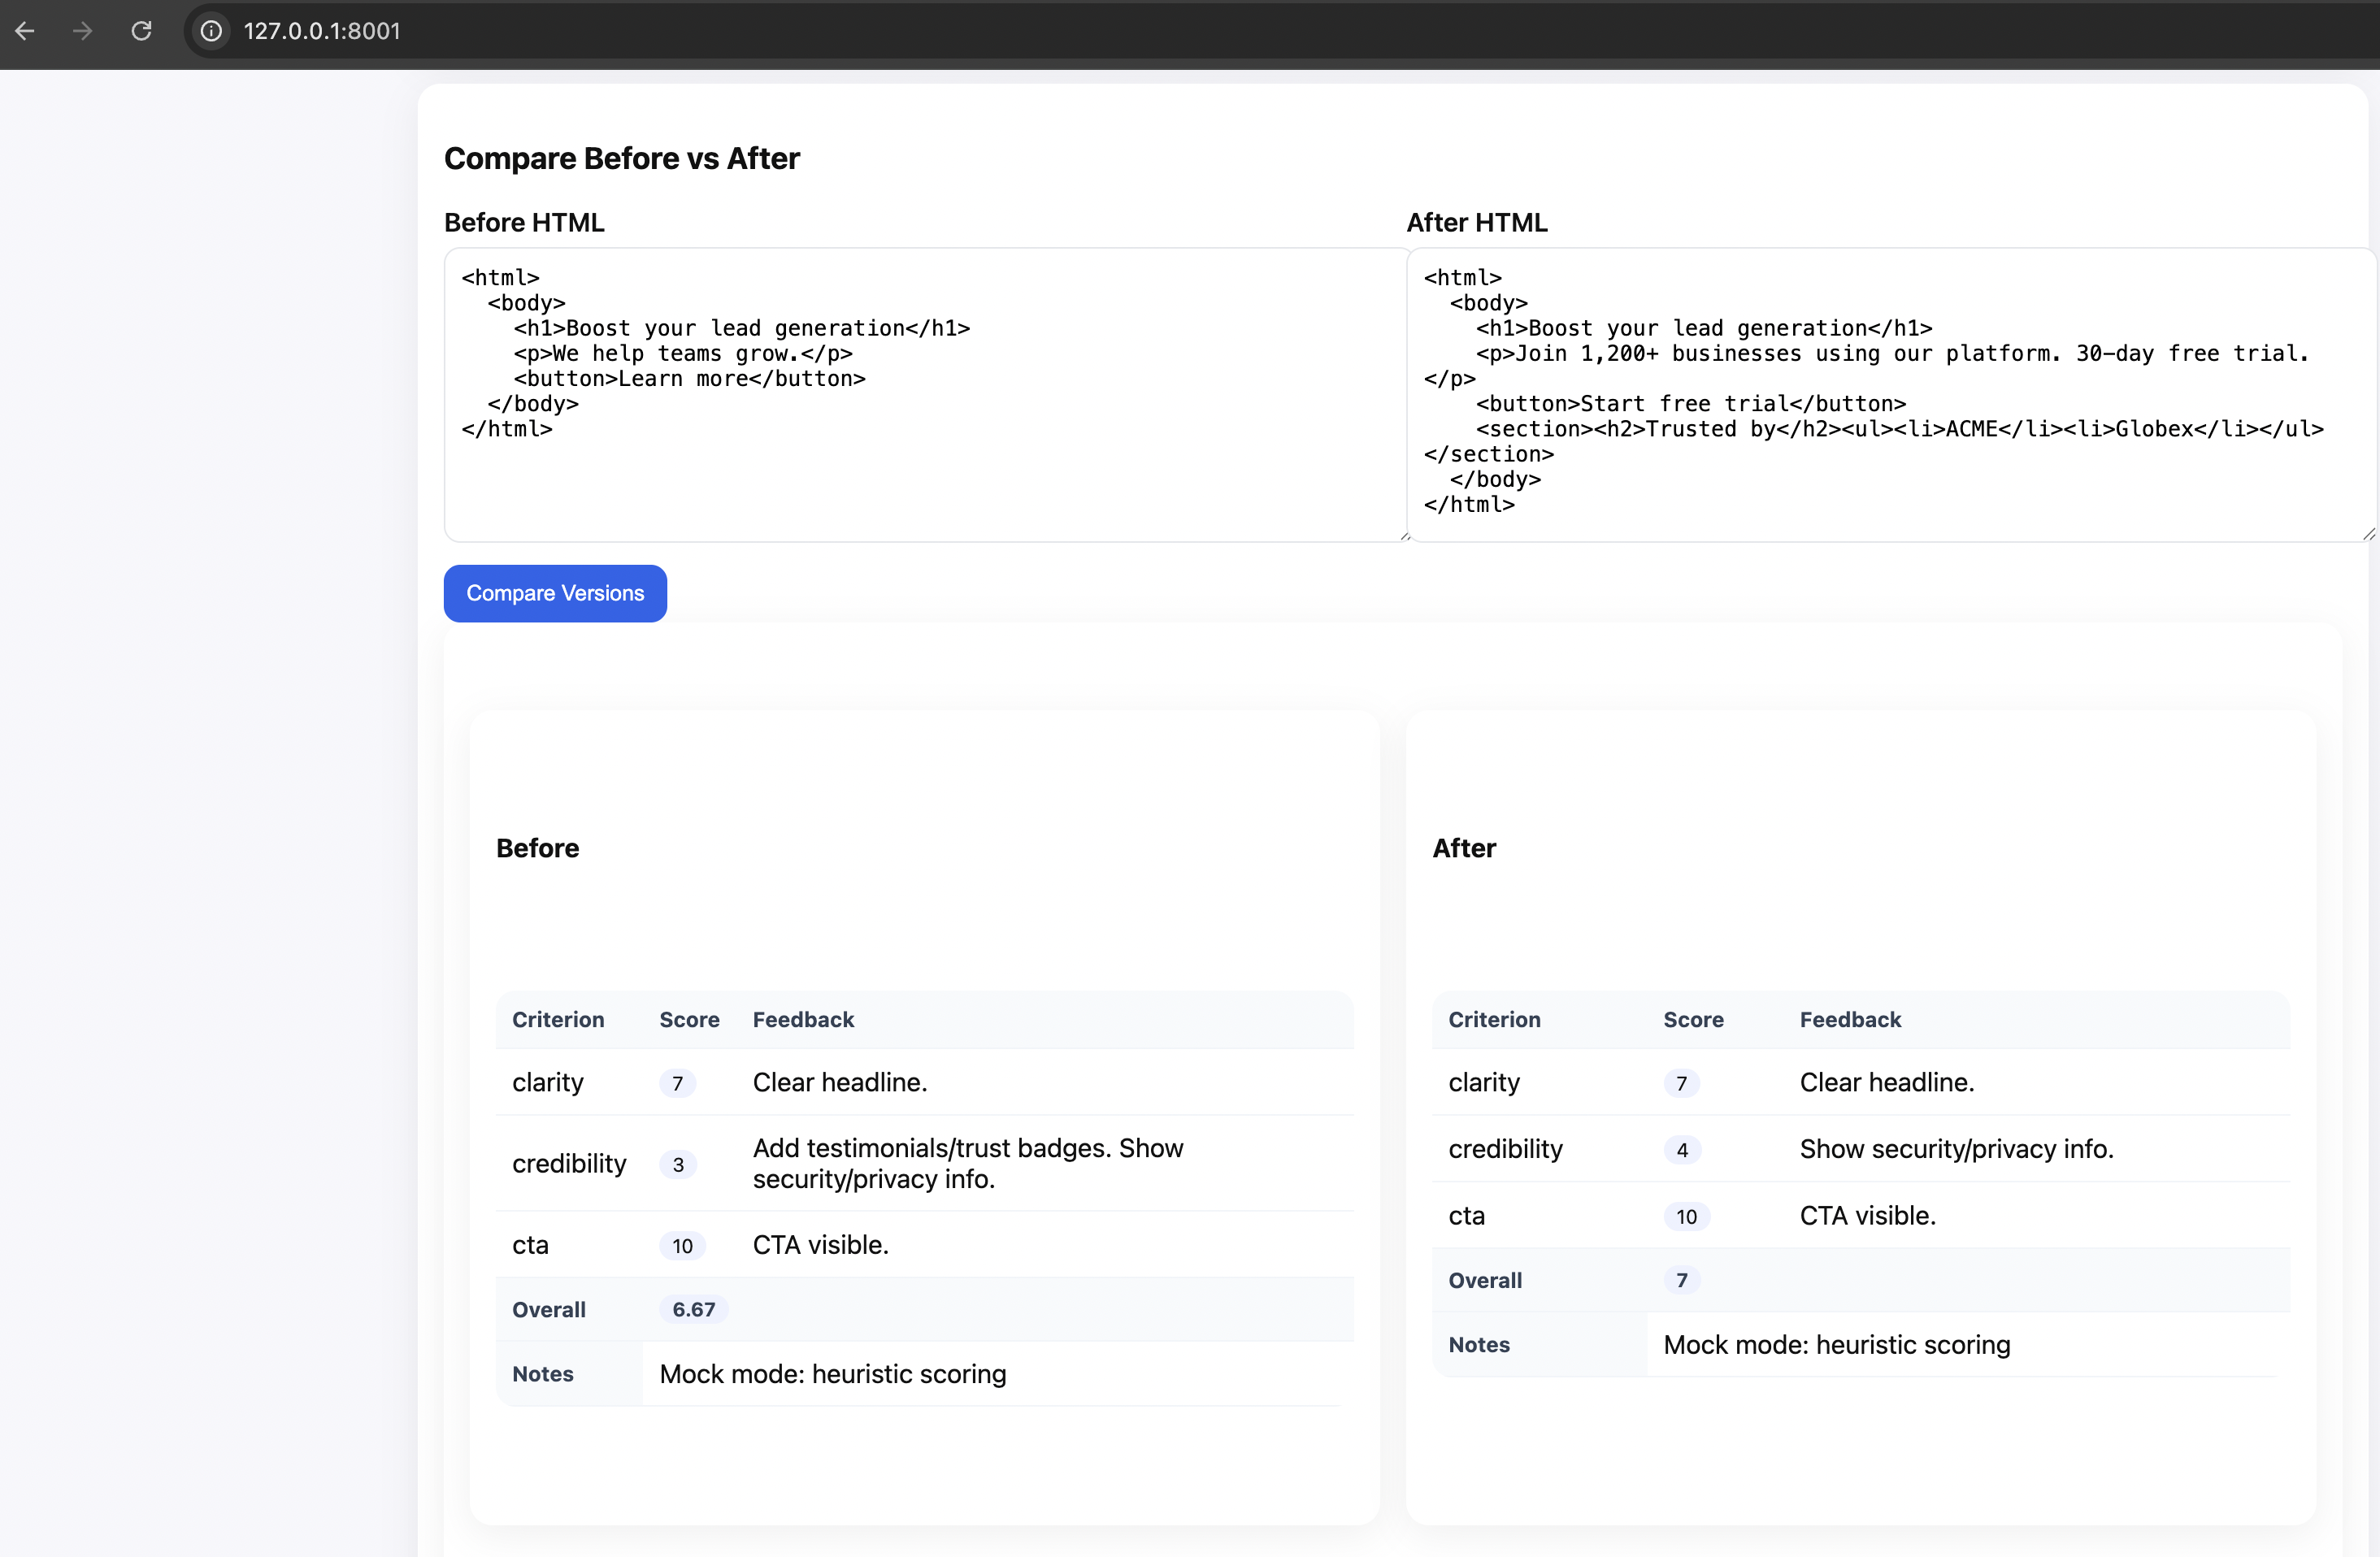 127.0.0.1:8001
Compare Before vs After
Before HTML
<html>
  <body>
    <h1>Boost your lead generation</h1>
    <p>We help teams grow.</p>
    <button>Learn more</button>
  </body>
</html>
After HTML
<html>
  <body>
    <h1>Boost your lead generation</h1>
    <p>Join 1,200+ businesses using our platform. 30-day free trial.
</p>
    <button>Start free trial</button>
    <section><h2>Trusted by</h2><ul><li>ACME</li><li>Globex</li></ul>
</section>
  </body>
</html>
Compare Versions
Before
Criterion Score Feedback
clarity 7 Clear headline.
credibility 3 Add testimonials/trust badges. Show
security/privacy info.
cta 10 CTA visible.
Overall 6.67
Notes Mock mode: heuristic scoring
After
Criterion Score Feedback
clarity 7 Clear headline.
credibility 4 Show security/privacy info.
cta 10 CTA visible.
Overall 7
Notes Mock mode: heuristic scoring